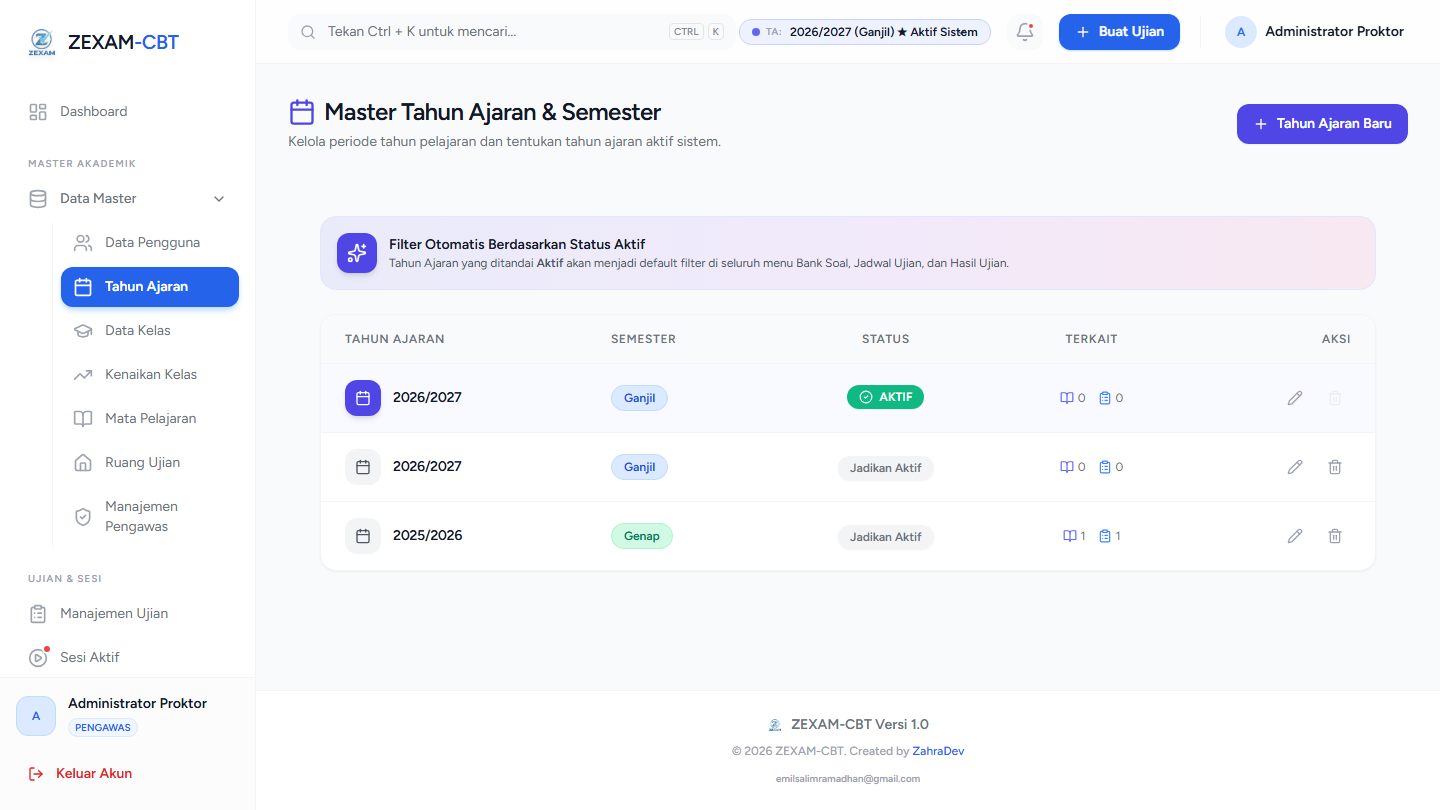 ZEXAM
ZEXAM-CBT
Tekan Ctrl + K untuk mencari...
CTRL K
TA: 2026/2027 (Ganjil) ★ Aktif Sistem
+ Buat Ujian
A
Administrator Proktor
Dashboard
MASTER AKADEMIK
Data Master
Data Pengguna
Tahun Ajaran
Data Kelas
Kenaikan Kelas
Mata Pelajaran
Ruang Ujian
Manajemen
Pengawas
UJIAN & SESI
Manajemen Ujian
Sesi Aktif
A
Administrator Proktor
PENGAWAS
Keluar Akun
Master Tahun Ajaran & Semester
Kelola periode tahun pelajaran dan tentukan tahun ajaran aktif sistem.
+ Tahun Ajaran Baru
Filter Otomatis Berdasarkan Status Aktif
Tahun Ajaran yang ditandai Aktif akan menjadi default filter di seluruh menu Bank Soal, Jadwal Ujian, dan Hasil Ujian.
TAHUN AJARAN SEMESTER STATUS TERKAIT AKSI
2026/2027 Ganjil AKTIF 0 0
2026/2027 Ganjil Jadikan Aktif 0 0
2025/2026 Genap Jadikan Aktif 1 1
ZEXAM-CBT Versi 1.0
© 2026 ZEXAM-CBT. Created by ZahraDev
emilsalimramadhan@gmail.com